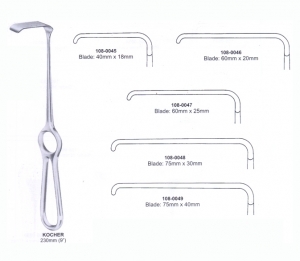 108-0045
Blade: 40mm x 18mm
108-0046
Blade: 60mm x 20mm
108-0047
Blade: 60mm x 25mm
108-0048
Blade: 75mm x 30mm
108-0049
Blade: 75mm x 40mm
KOCHER
230mm (9")